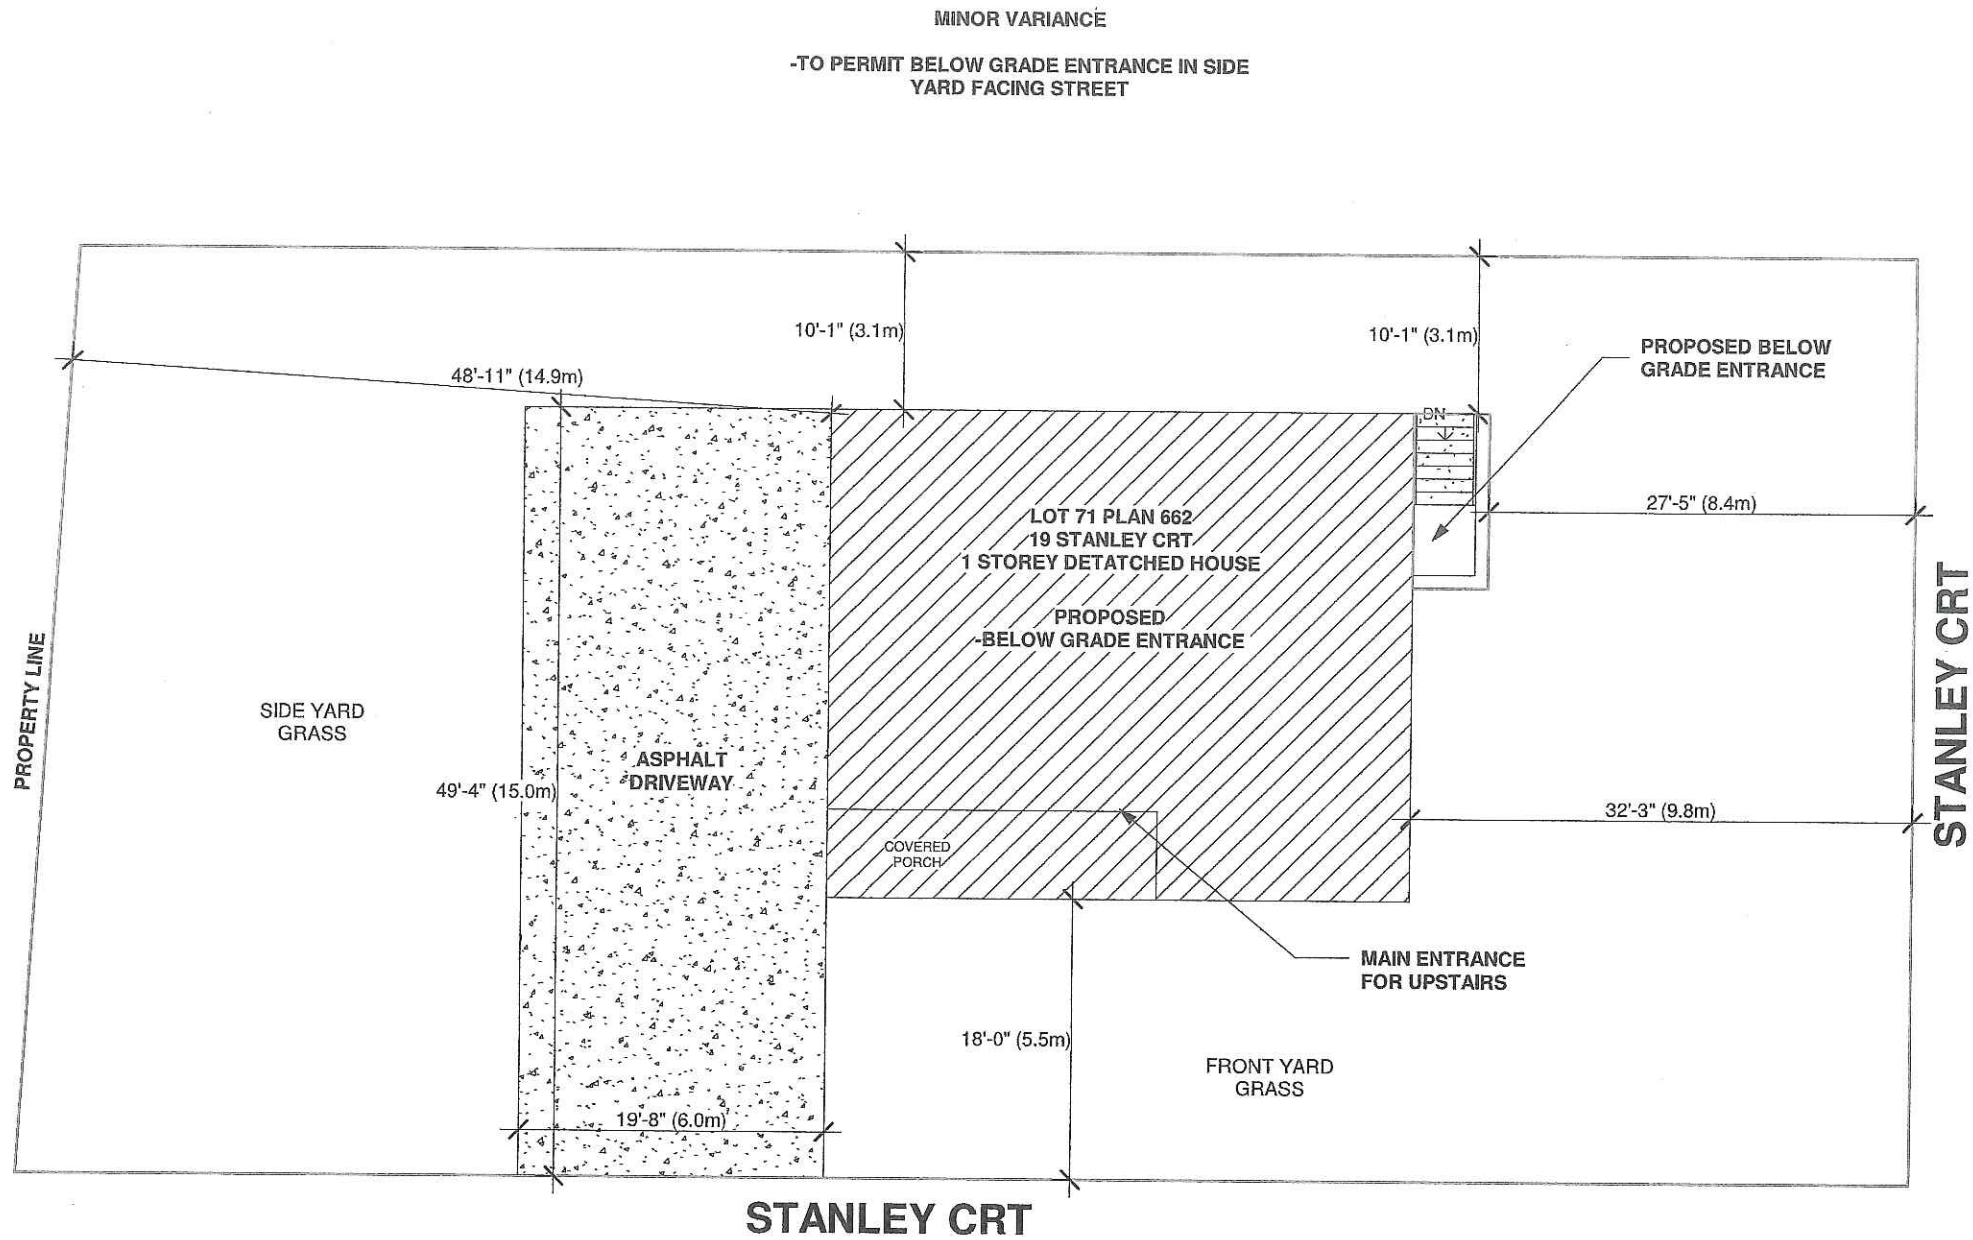 MINOR VARIANCE
-TO PERMIT BELOW GRADE ENTRANCE IN SIDE
YARD FACING STREET
10'-1" (3.1m)
10'-1" (3.1m)
PROPOSED BELOW
GRADE ENTRANCE
48'-11" (14.9m)
DN
27'-5" (8.4m)
LOT 71 PLAN 662
19 STANLEY CRT
1 STOREY DETATCHED HOUSE
PROPOSED
-BELOW GRADE ENTRANCE
STANLEY CRT
PROPERTY LINE
SIDE YARD
GRASS
ASPHALT
DRIVEWAY
49'-4" (15.0m)
32'-3" (9.8m)
COVERED
PORCH
MAIN ENTRANCE
FOR UPSTAIRS
18'-0" (5.5m)
FRONT YARD
GRASS
19'-8" (6.0m)
STANLEY CRT